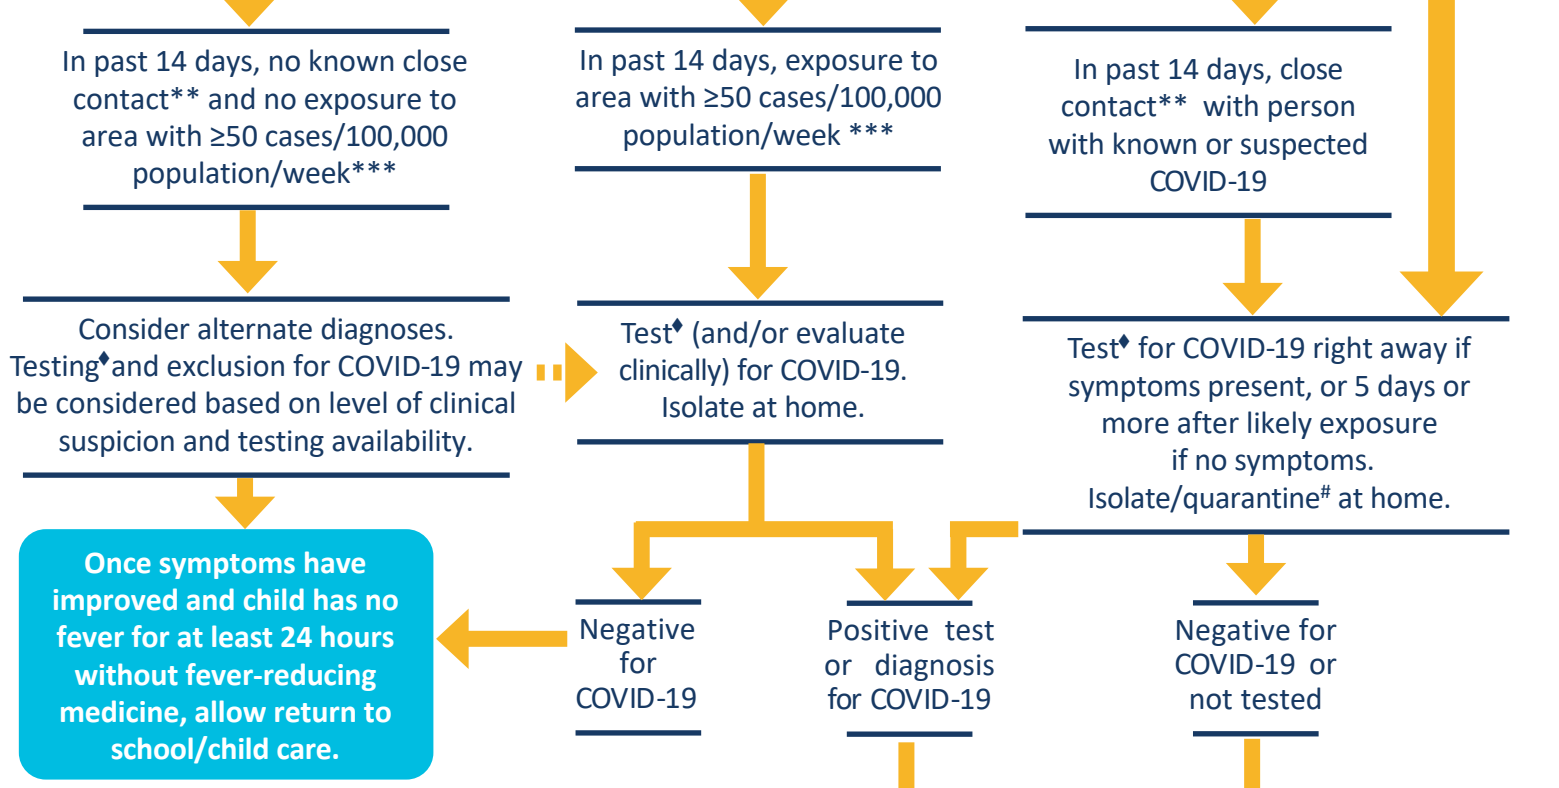 In past 14 days, no known close
contact** and no exposure to
area with ≥50 cases/100,000
population/week***
In past 14 days, exposure to
area with ≥50 cases/100,000
population/week ***
In past 14 days, close
contact** with person
with known or suspected
COVID-19
Consider alternate diagnoses.
Testing♦and exclusion for COVID-19 may
be considered based on level of clinical
suspicion and testing availability.
Test♦ (and/or evaluate
clinically) for COVID-19.
Isolate at home.
Test♦ for COVID-19 right away if
symptoms present, or 5 days or
more after likely exposure
if no symptoms.
Isolate/quarantine# at home.
Once symptoms have
improved and child has no
fever for at least 24 hours
without fever-reducing
medicine, allow return to
school/child care.
Negative
for
COVID-19
Positive test
or diagnosis
for COVID-19
Negative for
COVID-19 or
not tested